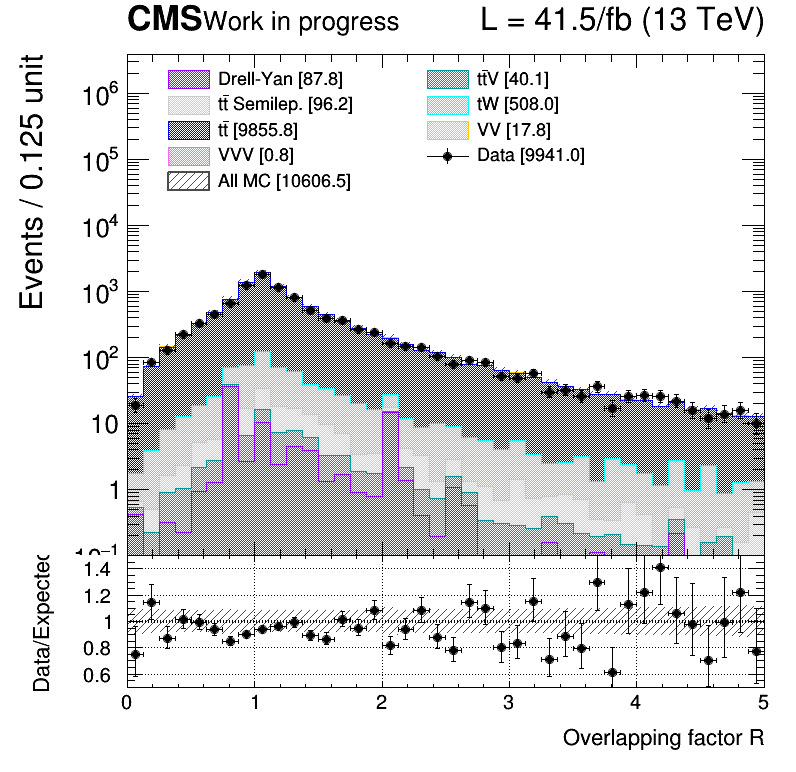 CMS Work in progress L = 41.5/fb (13 TeV)
Events / 0.125 unit
Drell-Yan [87.8]
tt̄ Semilep. [96.2]
tt̄ [9855.8]
VVV [0.8]
All MC [10606.5]
tt̄V [40.1]
tW [508.0]
VV [17.8]
Data [9941.0]
10⁶
10⁵
10⁴
10³
10²
10
1
10⁻¹
Data/Expected
1.4
1.2
1
0.8
0.6
0 1 2 3 4 5
Overlapping factor R